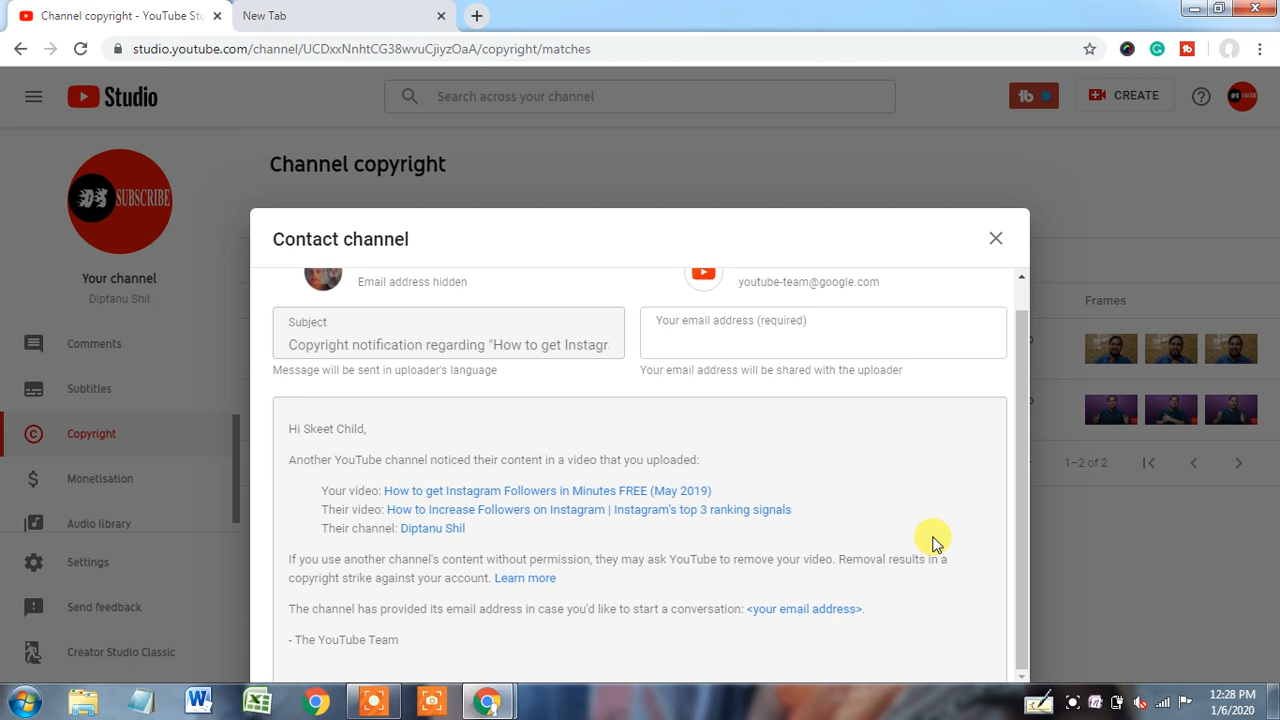 Channel copyright - YouTube Stu
New Tab
studio.youtube.com/channel/UCDxxNnhtCG38wvuCjiyzOaA/copyright/matches
Studio
Search across your channel
CREATE
Channel copyright
SUBSCRIBE
Your channel
Diptanu Shil
Comments
Subtitles
Copyright
Monetisation
Audio library
Settings
Send feedback
Creator Studio Classic
Frames
1–2 of 2
Contact channel
Email address hidden
youtube-team@google.com
Subject
Copyright notification regarding "How to get Instagr
Your email address (required)
Message will be sent in uploader's language
Your email address will be shared with the uploader
Hi Skeet Child,
Another YouTube channel noticed their content in a video that you uploaded:
Your video: How to get Instagram Followers in Minutes FREE (May 2019)
Their video: How to Increase Followers on Instagram | Instagram's top 3 ranking signals
Their channel: Diptanu Shil
If you use another channel's content without permission, they may ask YouTube to remove your video. Removal results in a
copyright strike against your account. Learn more
The channel has provided its email address in case you'd like to start a conversation: <your email address>.
- The YouTube Team
12:28 PM
1/6/2020